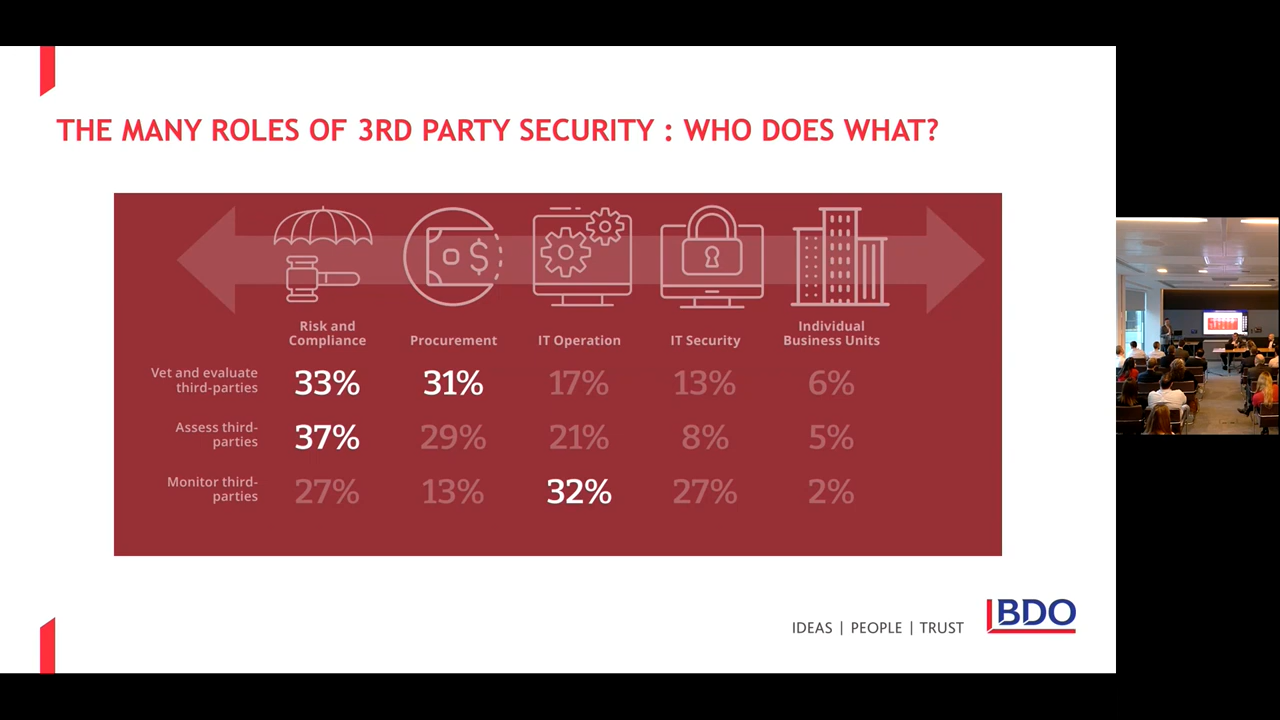 THE MANY ROLES OF 3RD PARTY SECURITY : WHO DOES WHAT?
$
Risk and
Compliance
Procurement
IT Operation
IT Security
Individual
Business Units
Vet and evaluate
third-parties
33% 31% 17% 13% 6%
Assess third-
parties
37% 29% 21% 8% 5%
Monitor third-
parties
27% 13% 32% 27% 2%
IDEAS | PEOPLE | TRUST
BDO